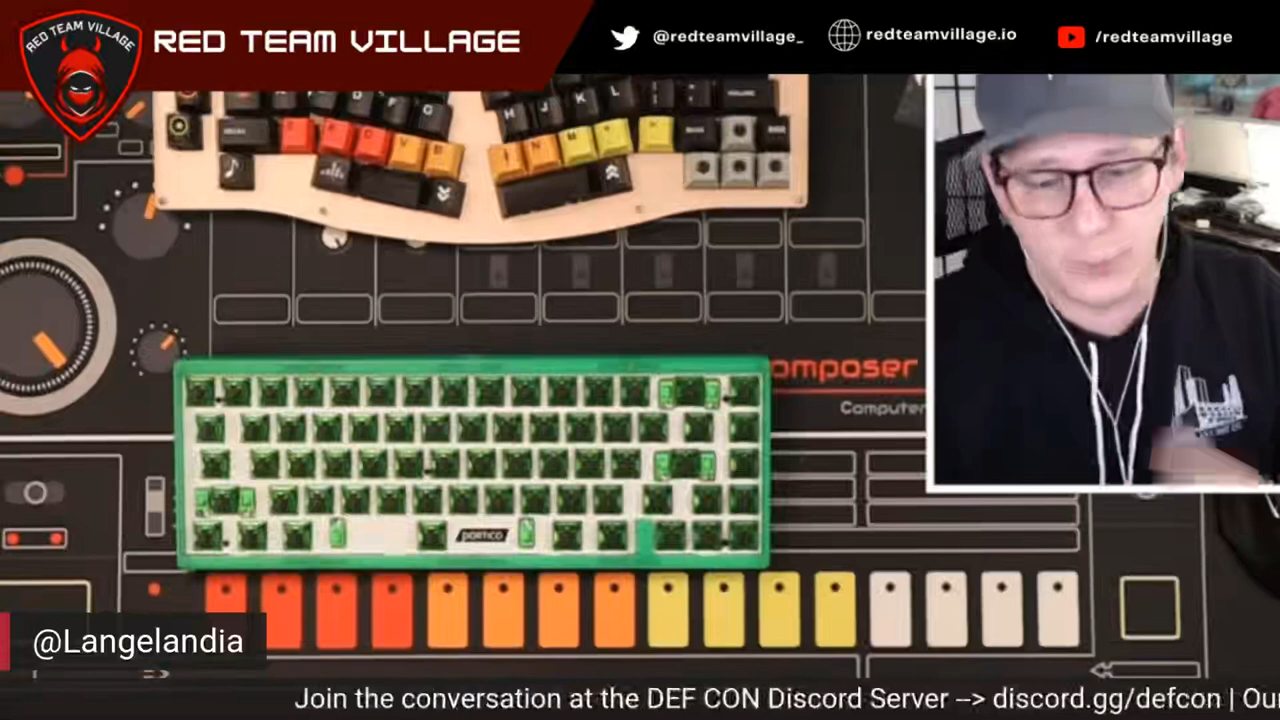 RED TEAM VILLAGE
RED TEAM VILLAGE
@redteamvillage_
redteamvillage.io
/redteamvillage
D
G
H J K L
V B
N M
omposer
Computer
PORTICO
@Langelandia
Join the conversation at the DEF CON Discord Server --> discord.gg/defcon | Ou